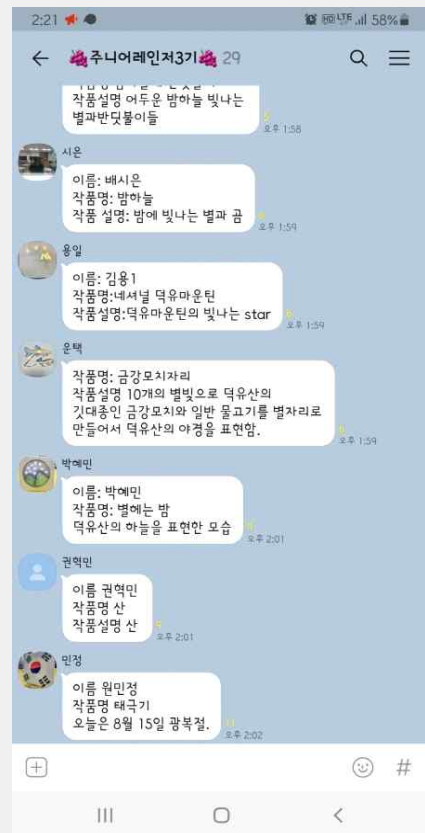 2:21
LTE 58%
주니어레인저3기 29
작품설명 어두운 밤하늘 빛나는
별과반딧불이들
5
오후 1:58
시온
이름: 배시은
작품명: 밤하늘
작품 설명: 밤에 빛나는 별과 곰
오후 1:59
용일
이름: 김용1
작품명:네셔널 덕유마운틴
작품설명:덕유마운틴의 빛나는 star
6
오후 1:59
운택
작품명: 금강모치자리
작품설명 10개의 별빛으로 덕유산의
깃대종인 금강모치와 일반 물고기를 별자리로
만들어서 덕유산의 야경을 표현함.
오후 1:59
박혜민
이름: 박혜민
작품명: 별헤는 밤
덕유산의 하늘을 표현한 모습
오후 2:01
권혁민
이름 권혁민
작품명 산
작품설명 산
오후 2:01
민정
이름 원민정
작품명 태극기
오늘은 8월 15일 광복절.
11
오후 2:02
#